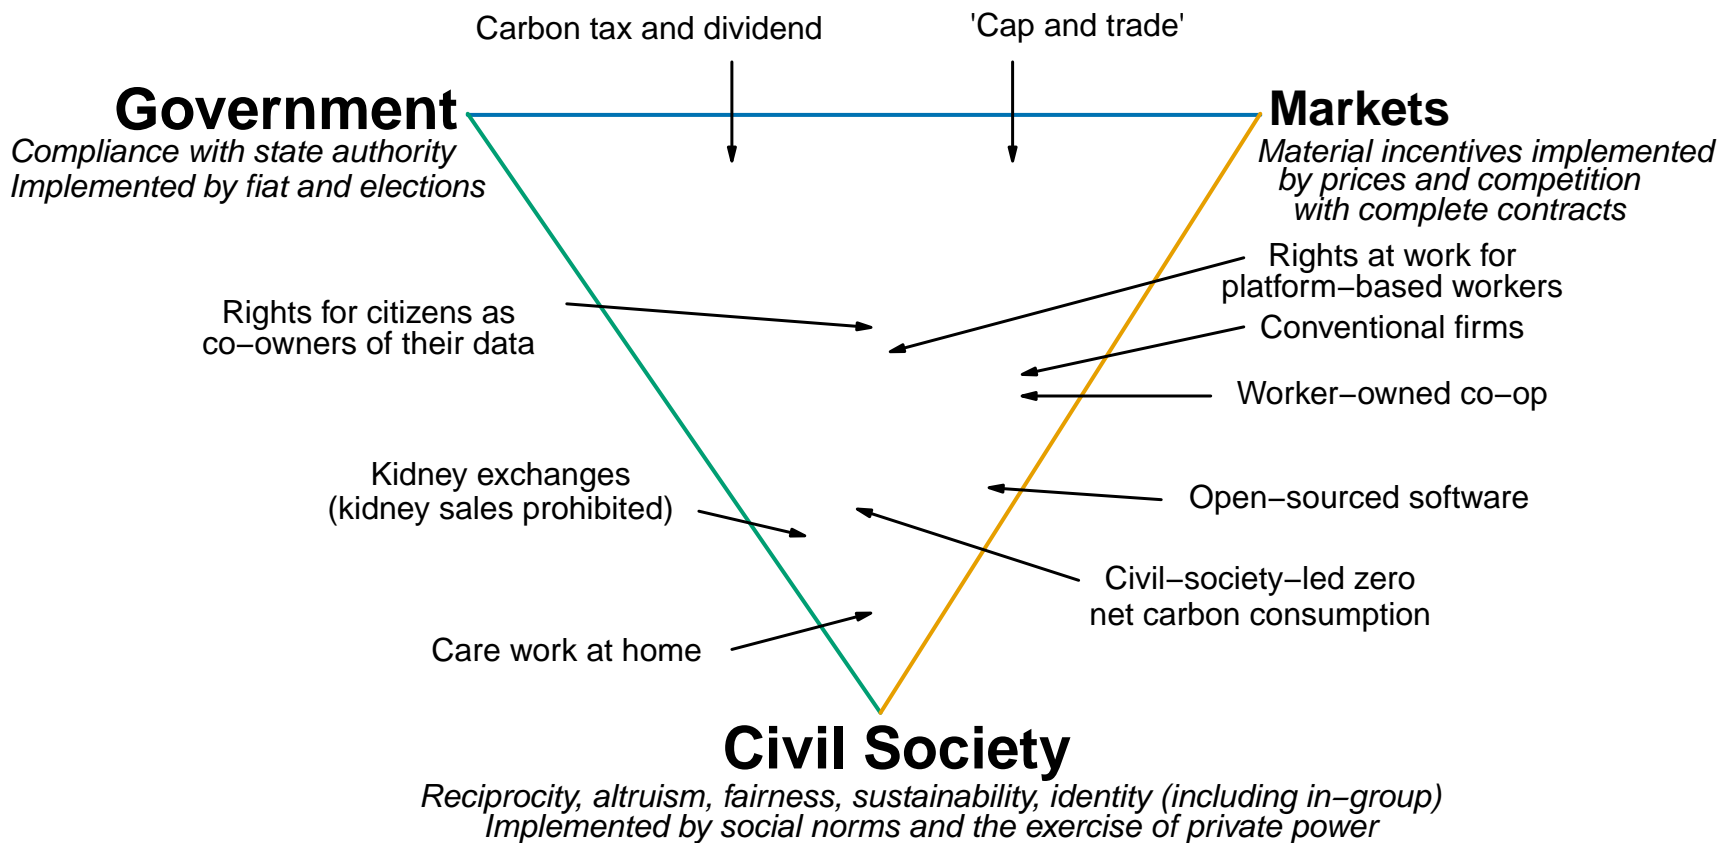 Carbon tax and dividend
'Cap and trade'
Government
Compliance with state authority
Implemented by fiat and elections
Markets
Material incentives implemented
by prices and competition
with complete contracts
Rights for citizens as
co−owners of their data
Rights at work for
platform−based workers
Conventional firms
Worker−owned co−op
Kidney exchanges
(kidney sales prohibited)
Open−sourced software
Civil−society−led zero
net carbon consumption
Care work at home
Civil Society
Reciprocity, altruism, fairness, sustainability, identity (including in−group)
Implemented by social norms and the exercise of private power